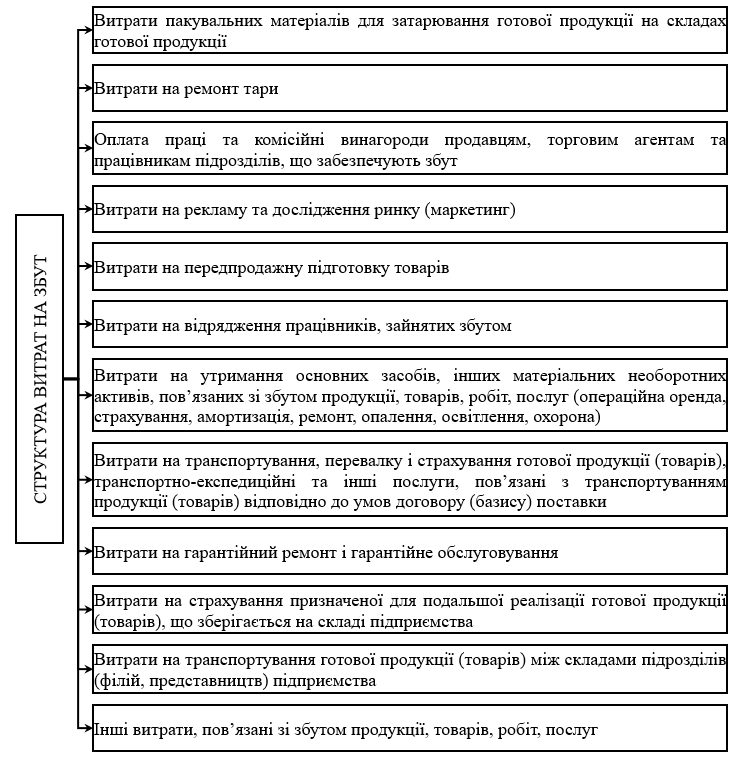 СТРУКТУРА ВИТРАТ НА ЗБУТ
Витрати пакувальних матеріалів для затарювання готової продукції на складах
готової продукції
Витрати на ремонт тари
Оплата праці та комісійні винагороди продавцям, торговим агентам та
працівникам підрозділів, що забезпечують збут
Витрати на рекламу та дослідження ринку (маркетинг)
Витрати на передпродажну підготовку товарів
Витрати на відрядження працівників, зайнятих збутом
Витрати на утримання основних засобів, інших матеріальних необоротних
активів, пов’язаних зі збутом продукції, товарів, робіт, послуг (операційна оренда,
страхування, амортизація, ремонт, опалення, освітлення, охорона)
Витрати на транспортування, перевалку і страхування готової продукції (товарів),
транспортно-експедиційні та інші послуги, пов’язані з транспортуванням
продукції (товарів) відповідно до умов договору (базису) поставки
Витрати на гарантійний ремонт і гарантійне обслуговування
Витрати на страхування призначеної для подальшої реалізації готової продукції
(товарів), що зберігається на складі підприємства
Витрати на транспортування готової продукції (товарів) між складами підрозділів
(філій, представництв) підприємства
Інші витрати, пов’язані зі збутом продукції, товарів, робіт, послуг